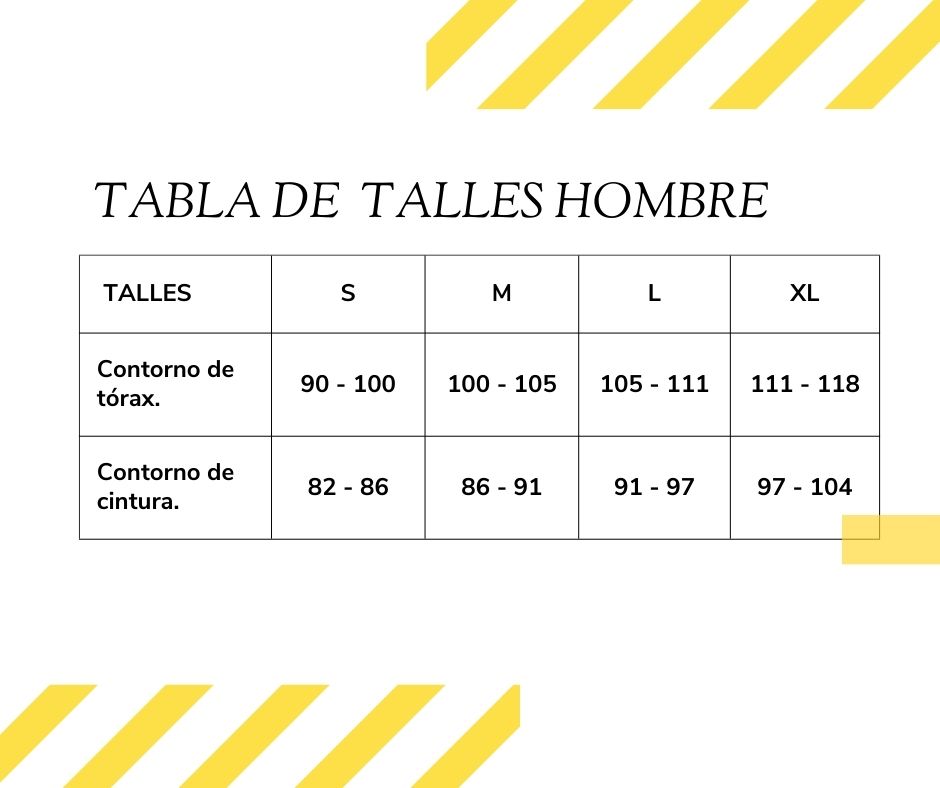 TABLA DE TALLES HOMBRE
TALLES S M L XL
Contorno de
tórax. 90 - 100 100 - 105 105 - 111 111 - 118
Contorno de
cintura. 82 - 86 86 - 91 91 - 97 97 - 104